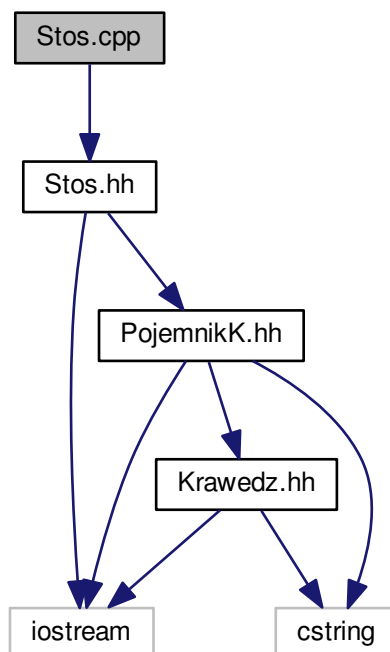 Stos.cpp
Stos.hh
PojemnikK.hh
Krawedz.hh
iostream
cstring